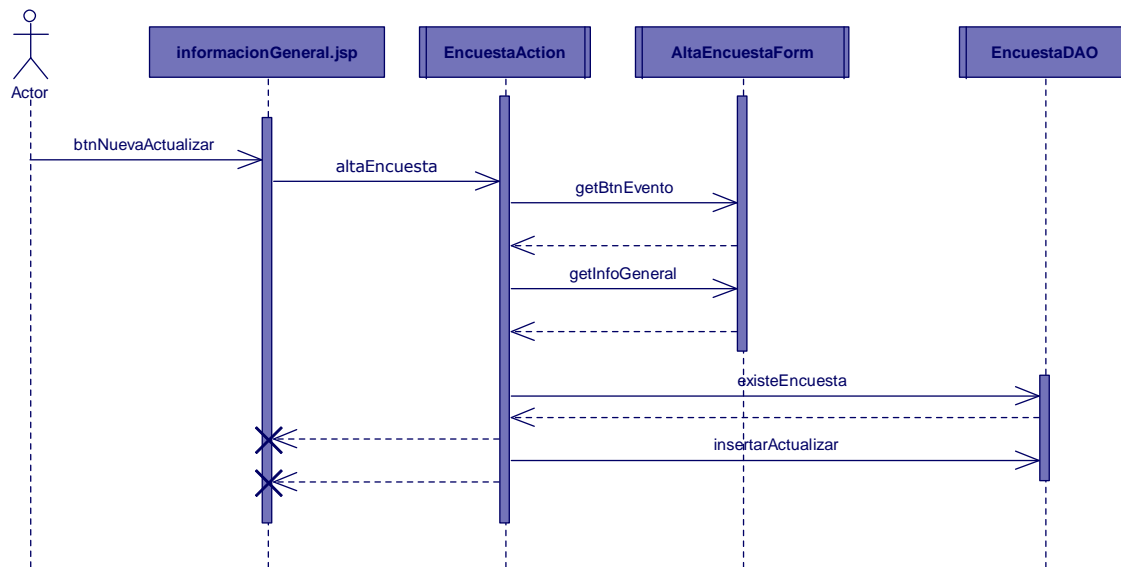 informacionGeneral.jsp
EncuestaAction
AltaEncuestaForm
EncuestaDAO
Actor
btnNuevaActualizar
altaEncuesta
getBtnEvento
getInfoGeneral
existeEncuesta
insertarActualizar